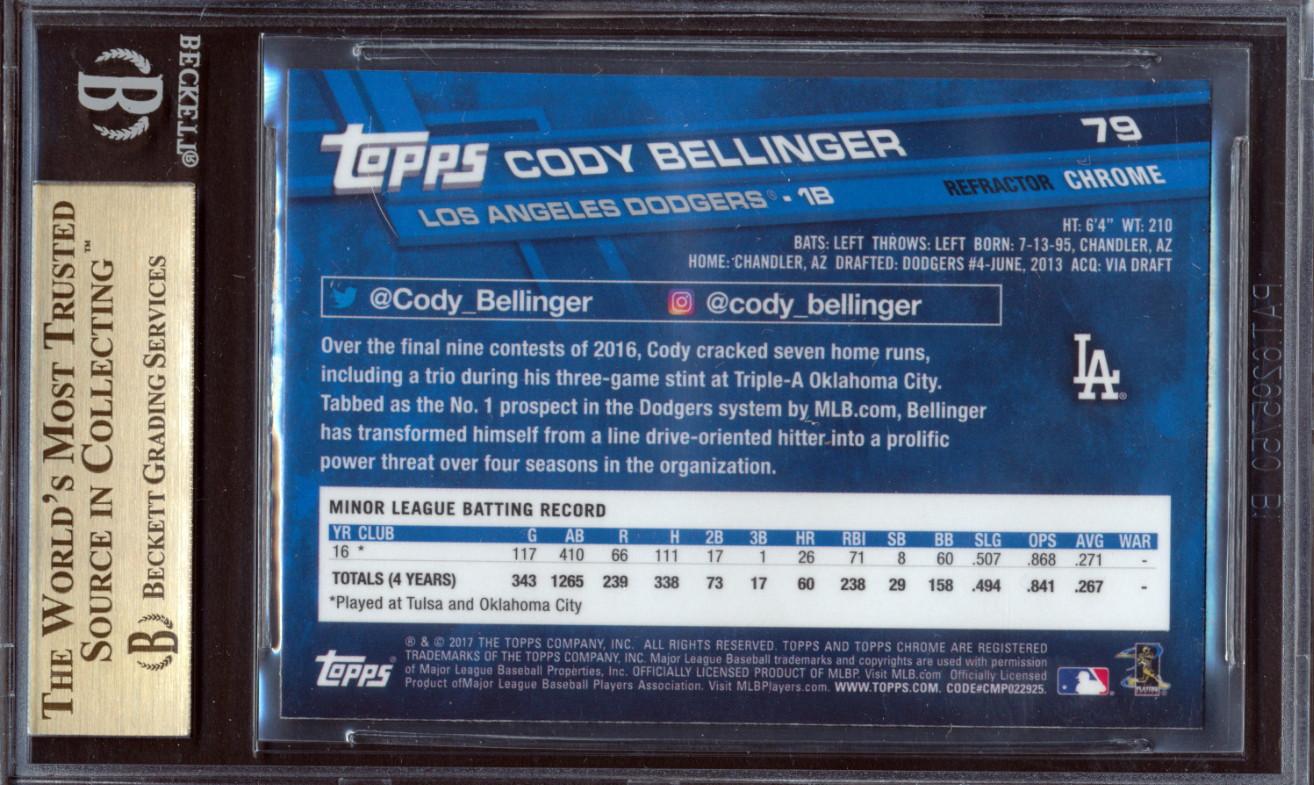 BECKETT®
B
THE WORLD'S MOST TRUSTED
SOURCE IN COLLECTING™
B BECKETT GRADING SERVICES
TOPPS CODY BELLINGER 79
LOS ANGELES DODGERS® - 1B
REFRACTOR CHROME
HT: 6'4" WT: 210
BATS: LEFT THROWS: LEFT BORN: 7-13-95, CHANDLER, AZ
HOME: CHANDLER, AZ DRAFTED: DODGERS #4-JUNE, 2013 ACQ: VIA DRAFT
@Cody_Bellinger @cody_bellinger
Over the final nine contests of 2016, Cody cracked seven home runs,
including a trio during his three-game stint at Triple-A Oklahoma City.
Tabbed as the No. 1 prospect in the Dodgers system by MLB.com, Bellinger
has transformed himself from a line drive-oriented hitter into a prolific
power threat over four seasons in the organization.
LA®
MINOR LEAGUE BATTING RECORD
YR CLUB G AB R H 2B 3B HR RBI SB BB SLG OPS AVG WAR
16 * 117 410 66 111 17 1 26 71 8 60 .507 .868 .271 -
TOTALS (4 YEARS) 343 1265 239 338 73 17 60 238 29 158 .494 .841 .267 -
*Played at Tulsa and Oklahoma City
TOPPS®
® & © 2017 THE TOPPS COMPANY, INC. ALL RIGHTS RESERVED. TOPPS AND TOPPS CHROME ARE REGISTERED
TRADEMARKS OF THE TOPPS COMPANY, INC. Major League Baseball trademarks and copyrights are used with permission
of Major League Baseball Properties, Inc. OFFICIALLY LICENSED PRODUCT OF MLBP. Visit MLB.com Officially Licensed
Product ofMajor League Baseball Players Association. Visit MLBPlayers.com. WWW.TOPPS.COM. CODE#CMP022925.